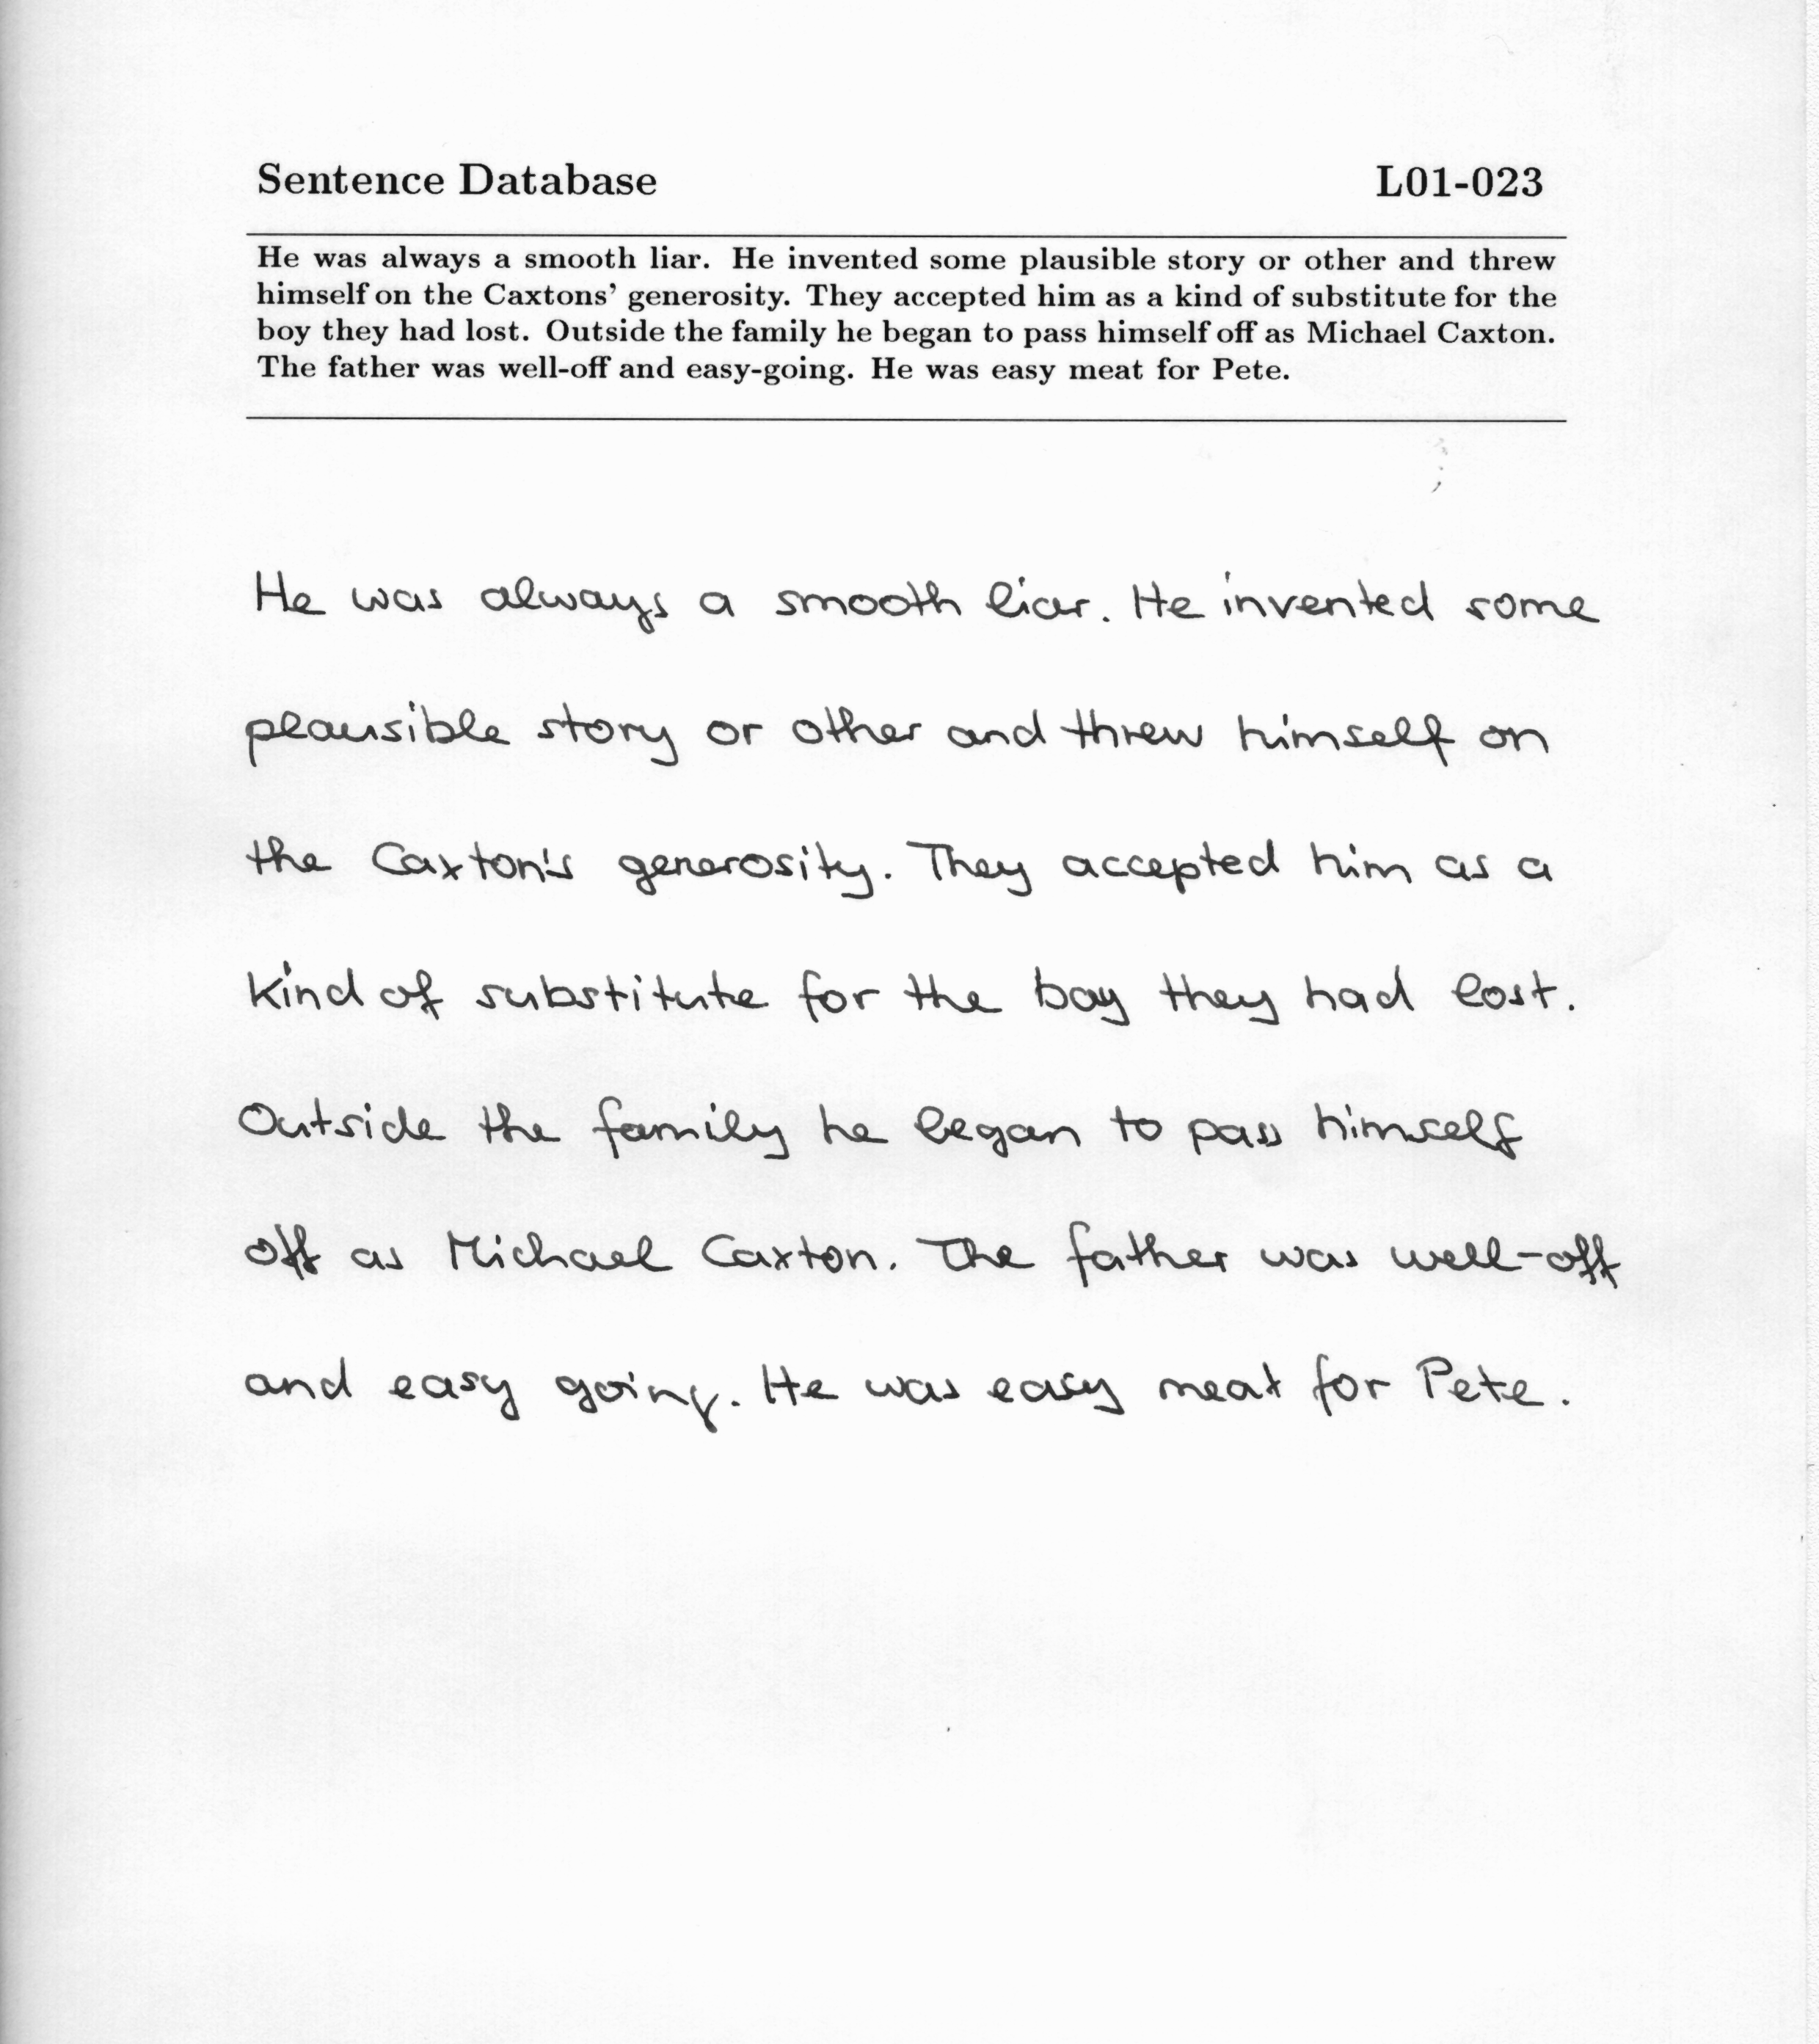 Sentence Database L01-023
He was always a smooth liar. He invented some plausible story or other and threw
himself on the Caxtons' generosity. They accepted him as a kind of substitute for the
boy they had lost. Outside the family he began to pass himself off as Michael Caxton.
The father was well-off and easy-going. He was easy meat for Pete.
He was always a smooth liar. He invented some
plausible story or other and threw himself on
the Caxton's generosity. They accepted him as a
kind of substitute for the boy they had lost.
Outside the family he began to pass himself
off as Michael Caxton. The father was well-off
and easy going. He was easy meat for Pete.